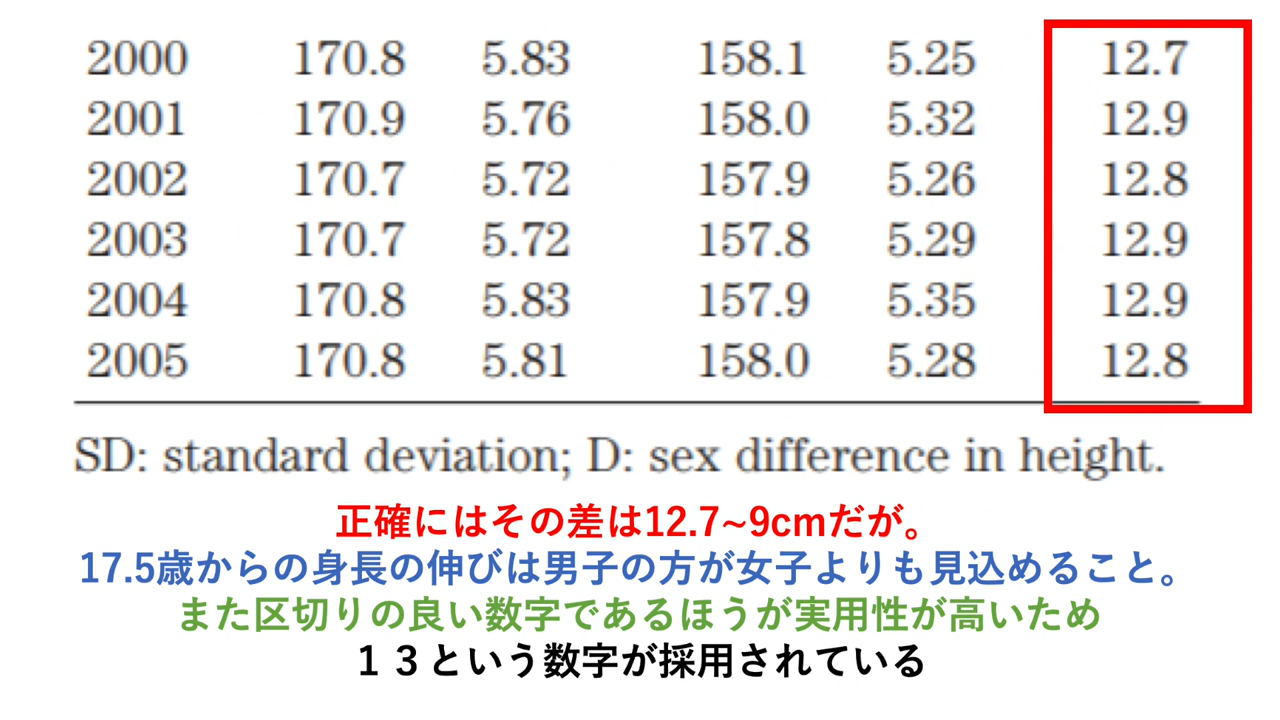 2000 170.8 5.83 158.1 5.25 12.7
2001 170.9 5.76 158.0 5.32 12.9
2002 170.7 5.72 157.9 5.26 12.8
2003 170.7 5.72 157.8 5.29 12.9
2004 170.8 5.83 157.9 5.35 12.9
2005 170.8 5.81 158.0 5.28 12.8
SD: standard deviation; D: sex difference in height.
正確にはその差は12.7~9cmだが。
17.5歳からの身長の伸びは男子の方が女子よりも見込めること。
また区切りの良い数字であるほうが実用性が高いため
１３という数字が採用されている